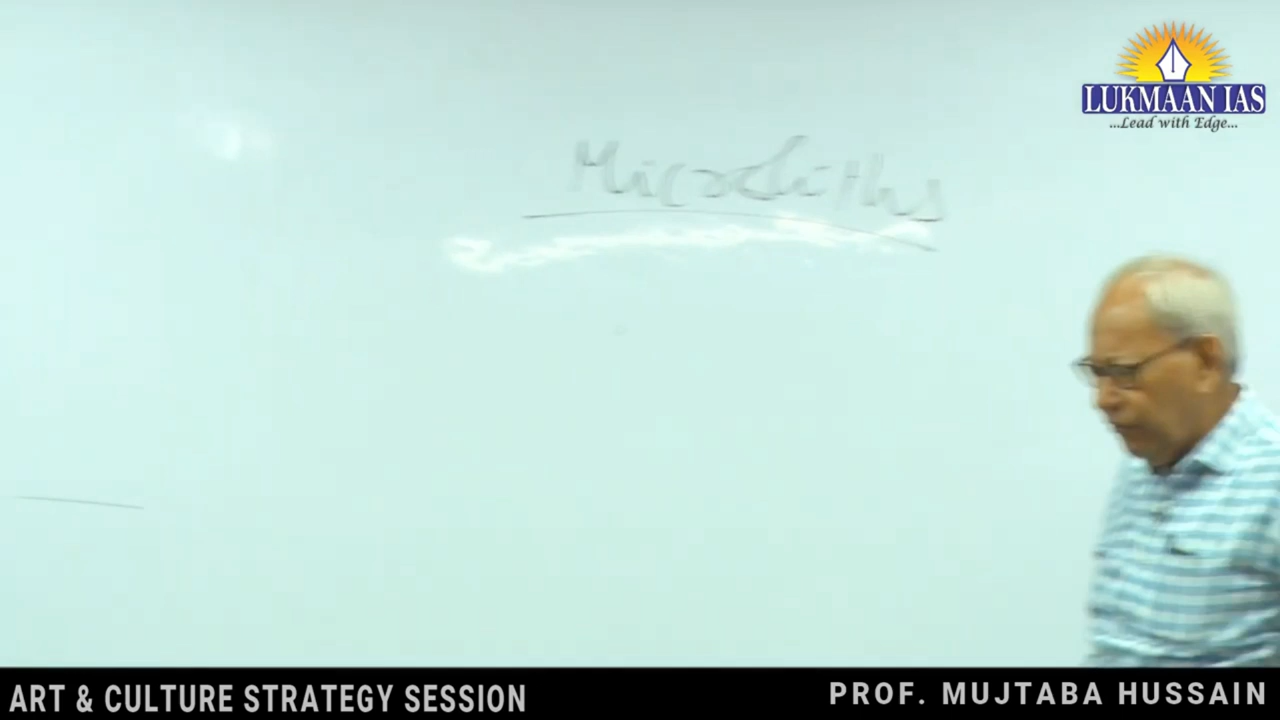 LUKMAAN IAS
...Lead with Edge...
Microliths
ART & CULTURE STRATEGY SESSION
PROF. MUJTABA HUSSAIN